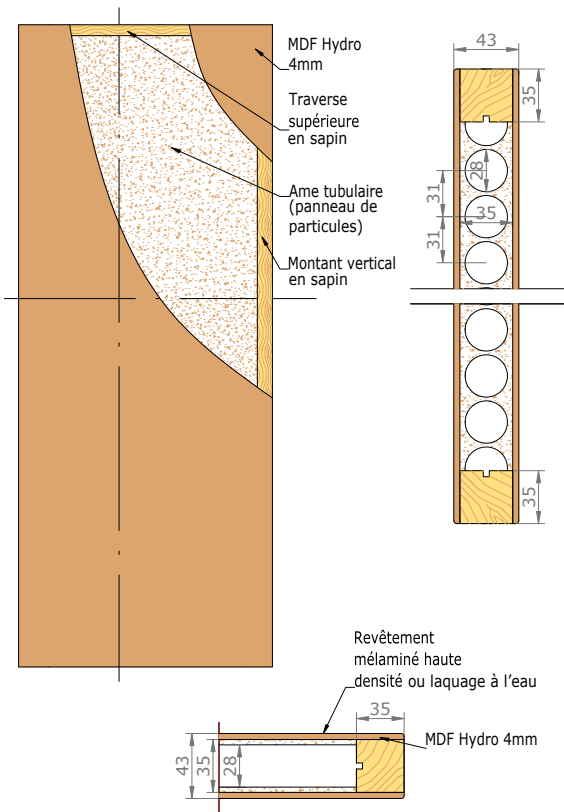 MDF Hydro
4mm
Traverse
supérieure
en sapin
Ame tubulaire
(panneau de
particules)
Montant vertical
en sapin
43
35
28
31
35
31
35
Revêtement
mélaminé haute
densité ou laquage à l'eau
35
MDF Hydro 4mm
43
35
28